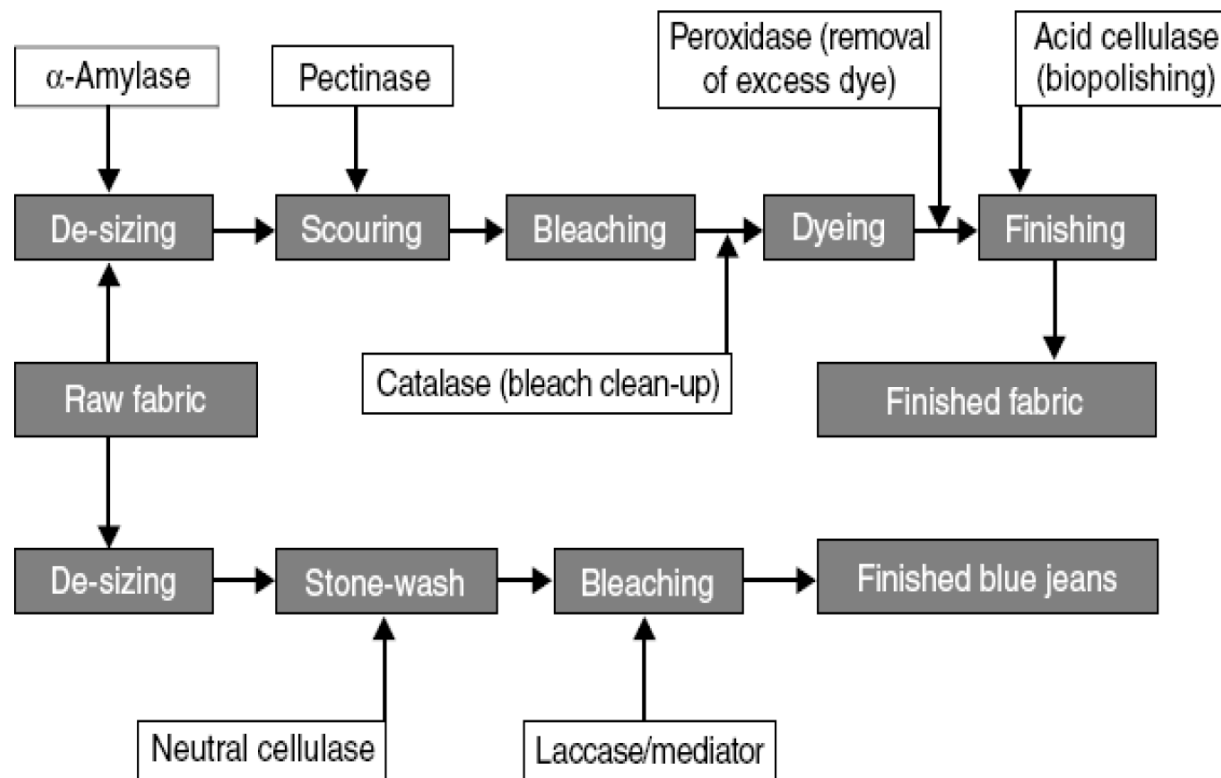 α-Amylase
Pectinase
Peroxidase (removal
of excess dye)
Acid cellulase
(biopolishing)
De-sizing
Scouring
Bleaching
Dyeing
Finishing
Catalase (bleach clean-up)
Raw fabric
Finished fabric
De-sizing
Stone-wash
Bleaching
Finished blue jeans
Neutral cellulase
Laccase/mediator